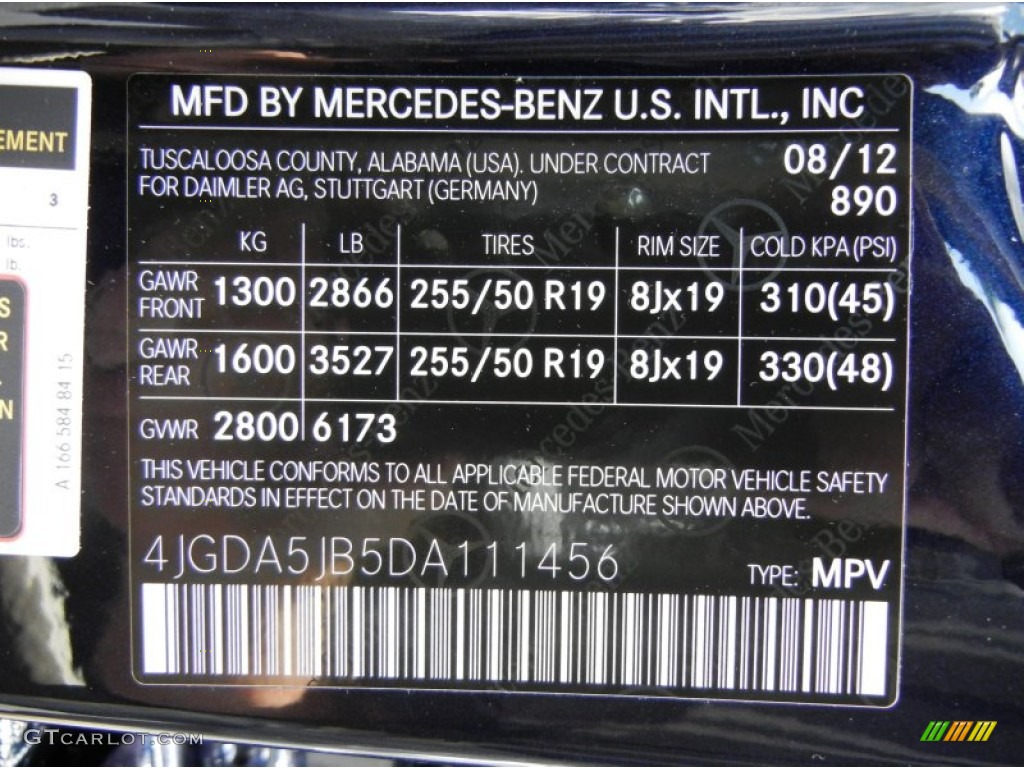 MFD BY MERCEDES-BENZ U.S. INTL., INC
TUSCALOOSA COUNTY, ALABAMA (USA). UNDER CONTRACT 08/12
FOR DAIMLER AG, STUTTGART (GERMANY) 890
KG LB TIRES RIM SIZE COLD KPA (PSI)
GAWR FRONT 1300 2866 255/50 R19 8Jx19 310(45)
GAWR REAR 1600 3527 255/50 R19 8Jx19 330(48)
GVWR 2800 6173
THIS VEHICLE CONFORMS TO ALL APPLICABLE FEDERAL MOTOR VEHICLE SAFETY
STANDARDS IN EFFECT ON THE DATE OF MANUFACTURE SHOWN ABOVE.
4JGDA5JB5DA111456
TYPE: MPV
EMENT
3
lbs.
lb.
A 166 584 84 15
GTcarlot.com